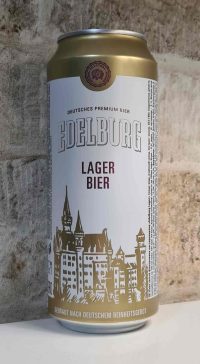 DEUTSCHES PREMIUM BIER
EDELBURG
LAGER
BIER
GEBRAUT NACH DEUTSCHEM REINHEITSGEBOT